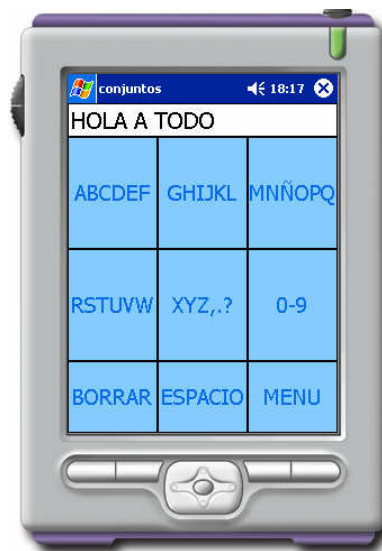 conjuntos 18:17
HOLA A TODO
ABCDEF GHIJKL MNÑOPQ
RSTUVW XYZ,.? 0-9
BORRAR ESPACIO MENU